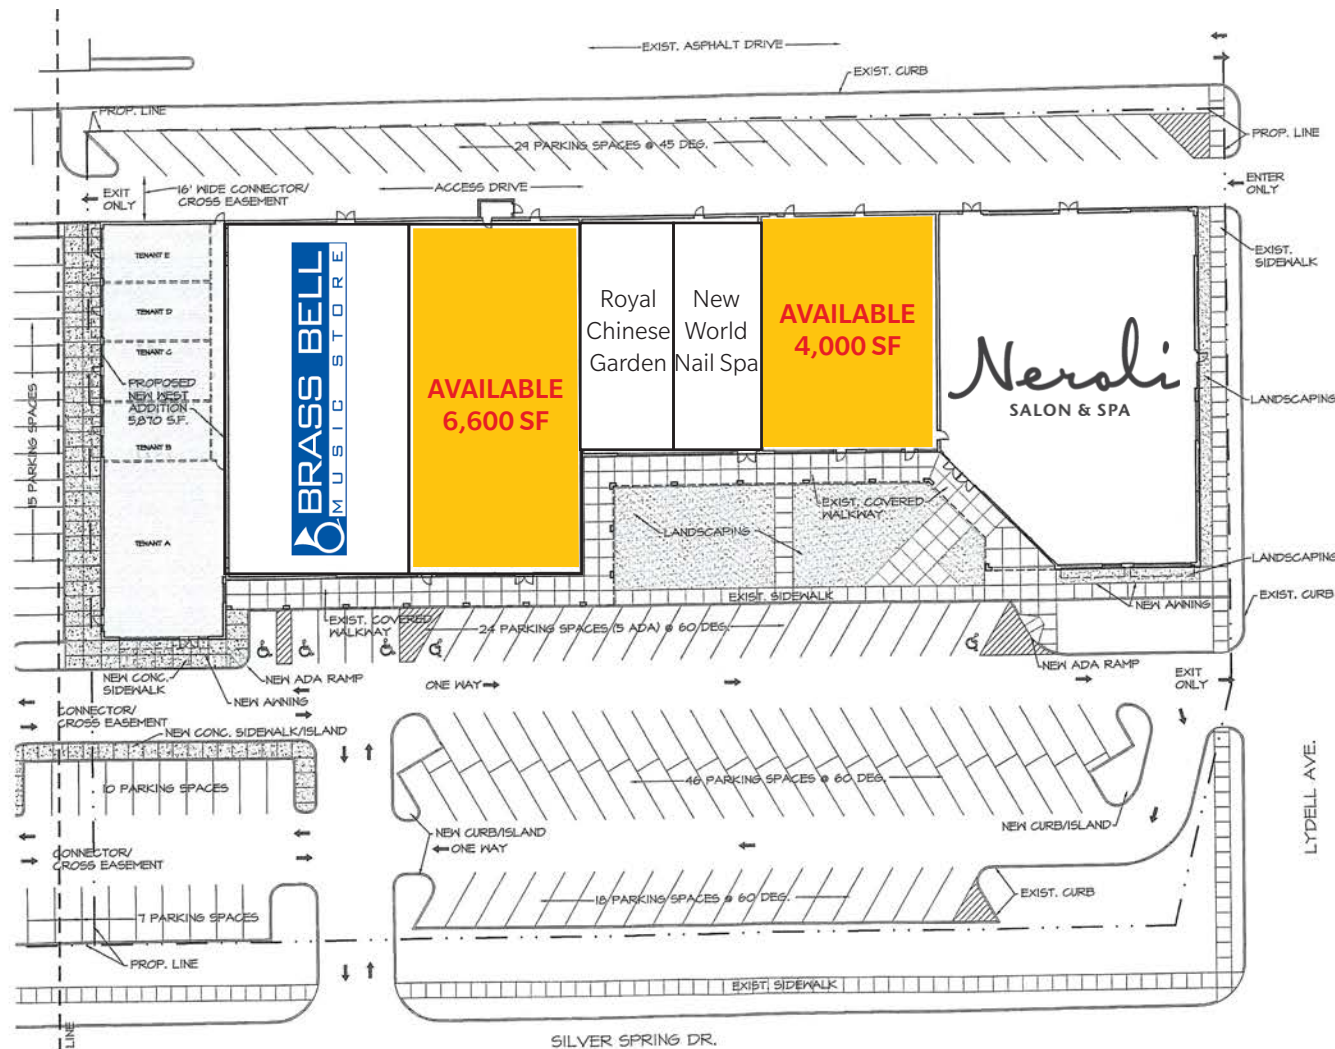 EXIST. ASPHALT DRIVE
EXIST. CURB
PROP. LINE
29 PARKING SPACES @ 45 DEG.
PROP. LINE
EXIT
ONLY
16' WIDE CONNECTOR/
CROSS EASEMENT
ACCESS DRIVE
ENTER
ONLY
EXIST.
SIDEWALK
TENANT E
TENANT D
TENANT C
PROPOSED
NEW WEST
ADDITION
5,870 S.F.
TENANT B
TENANT A
15 PARKING SPACES
BRASS BELL
MUSIC STORE
AVAILABLE
6,600 SF
Royal
Chinese
Garden
New
World
Nail Spa
AVAILABLE
4,000 SF
Neroli
SALON & SPA
LANDSCAPING
EXIST. COVERED
WALKWAY
LANDSCAPING
LANDSCAPING
EXIST. SIDEWALK
NEW AWNING
EXIST. CURB
EXIST. COVERED
WALKWAY
24 PARKING SPACES (5 ADA) @ 60 DEG.
NEW CONC.
SIDEWALK
NEW ADA RAMP
NEW AWNING
ONE WAY
NEW ADA RAMP
EXIT
ONLY
CONNECTOR/
CROSS EASEMENT
NEW CONC. SIDEWALK/ISLAND
10 PARKING SPACES
46 PARKING SPACES @ 60 DEG.
NEW CURB/ISLAND
ONE WAY
NEW CURB/ISLAND
CONNECTOR/
CROSS EASEMENT
7 PARKING SPACES
18 PARKING SPACES @ 60 DEG.
EXIST. CURB
PROP. LINE
EXIST. SIDEWALK
LINE
SILVER SPRING DR.
LYDELL AVE.